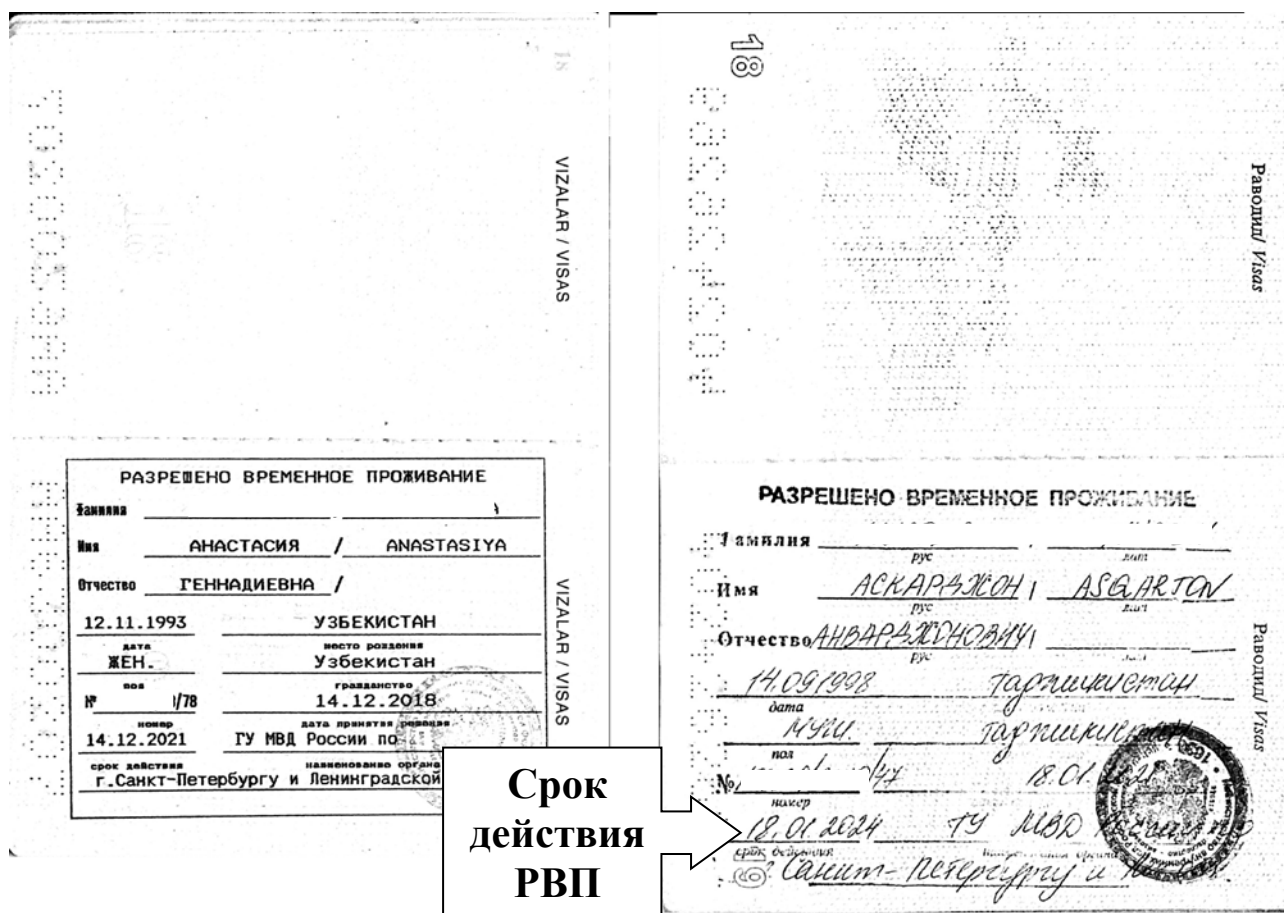 VIZALAR / VISAS
РАЗРЕШЕНО ВРЕМЕННОЕ ПРОЖИВАНИЕ
Фамилия
Имя АНАСТАСИЯ / ANASTASIYA
Отчество ГЕННАДИЕВНА /
12.11.1993 УЗБЕКИСТАН
дата место рождения
ЖЕН. Узбекистан
пол гражданство
№ /78 14.12.2018
номер дата принятия решения
14.12.2021 ГУ МВД России по
срок действия наименование органа
г.Санкт-Петербургу и Ленинградской
VIZALAR / VISAS
Срок
действия
РВП
18
Раводид/ Visas
РАЗРЕШЕНО ВРЕМЕННОЕ ПРОЖИВАНИЕ
Фамилия
рус лат
Имя АСКАРДЖОН / ASQARJON
рус лат
Отчество АНВАРДЖОНОВИЧ /
рус
14.09.1998 Таджикистан
дата
муж. Таджикистан
пол
№ /47 18.01.
номер
18.01.2024 ГУ МВД России по
срок действия
Санкт-Петербургу и
Раводид/ Visas